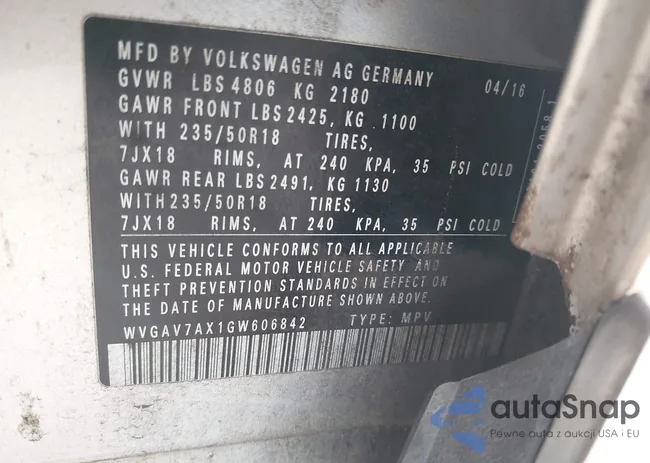 MFD BY VOLKSWAGEN AG GERMANY
04/16
GVWR LBS 4806 KG 2180
GAWR FRONT LBS 2425, KG 1100
WITH 235/50R18 TIRES,
7JX18 RIMS, AT 240 KPA, 35 PSI COLD
GAWR REAR LBS 2491, KG 1130
WITH 235/50R18 TIRES,
7JX18 RIMS, AT 240 KPA, 35 PSI COLD
THIS VEHICLE CONFORMS TO ALL APPLICABLE
U.S. FEDERAL MOTOR VEHICLE SAFETY AND
THEFT PREVENTION STANDARDS IN EFFECT ON
THE DATE OF MANUFACTURE SHOWN ABOVE.
WVGAV7AX1GW606842 TYPE: MPV
autaSnap
Pewne auta z aukcji USA i EU